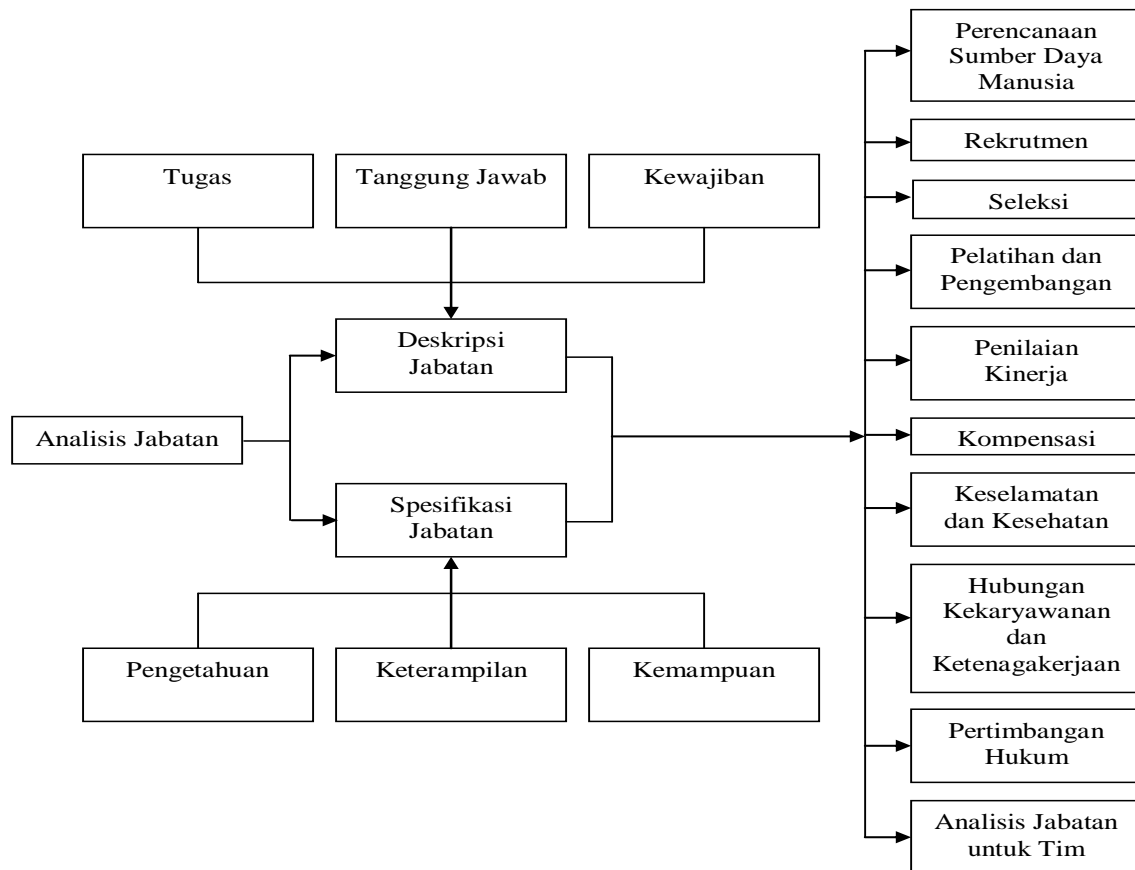 Perencanaan
Sumber Daya
Manusia
Rekrutmen
Seleksi
Pelatihan dan
Pengembangan
Penilaian
Kinerja
Kompensasi
Keselamatan
dan Kesehatan
Hubungan
Kekaryawanan
dan
Ketenagakerjaan
Pertimbangan
Hukum
Analisis Jabatan
untuk Tim
Tugas
Tanggung Jawab
Kewajiban
Deskripsi
Jabatan
Analisis Jabatan
Spesifikasi
Jabatan
Pengetahuan
Keterampilan
Kemampuan